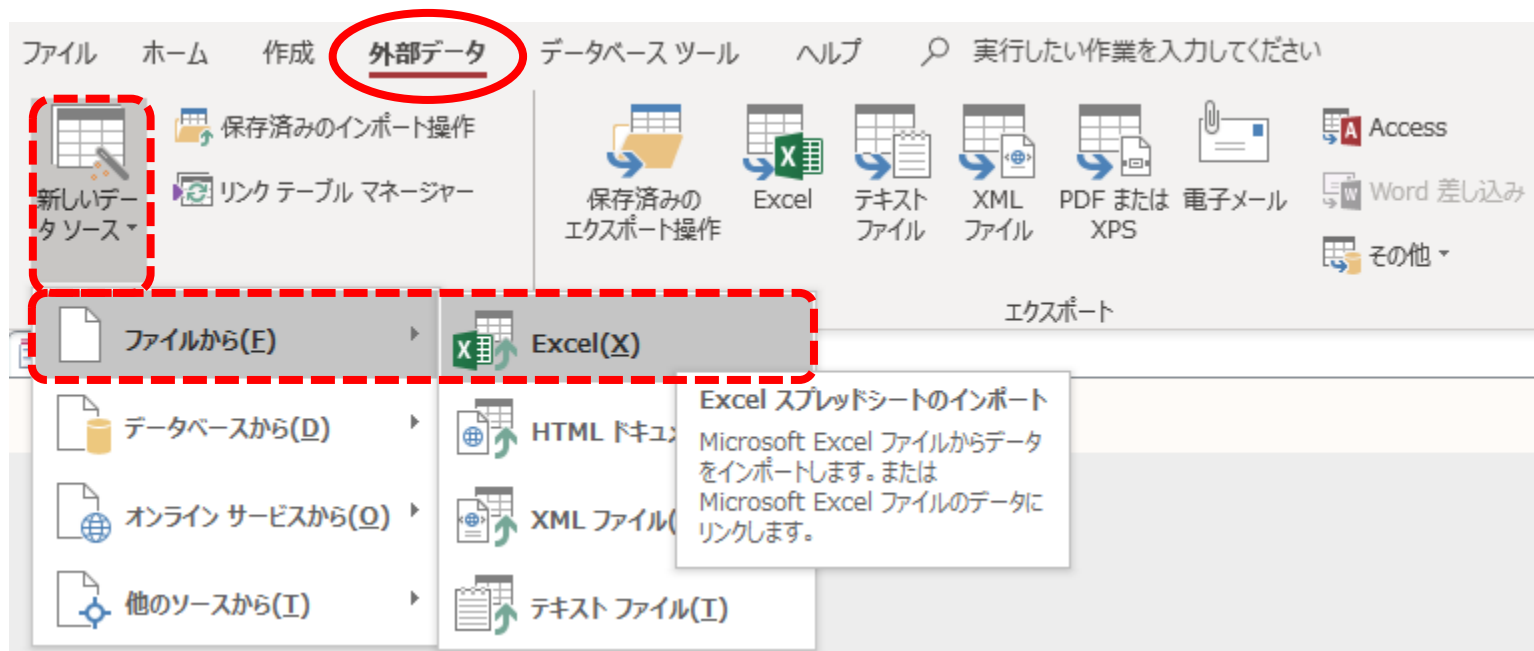 ファイル ホーム 作成 外部データ データベース ツール ヘルプ 実行したい作業を入力してください
新しいデー
タ ソース
保存済みのインポート操作
リンク テーブル マネージャー
保存済みの
エクスポート操作
Excel
テキスト
ファイル
XML
ファイル
PDF または
XPS
電子メール
Access
Word 差し込み
その他
エクスポート
ファイルから(F)
データベースから(D)
オンライン サービスから(O)
他のソースから(T)
Excel(X)
HTML ドキュ
XML ファイル(
テキスト ファイル(T)
Excel スプレッドシートのインポート
Microsoft Excel ファイルからデータ
をインポートします。または
Microsoft Excel ファイルのデータに
リンクします。